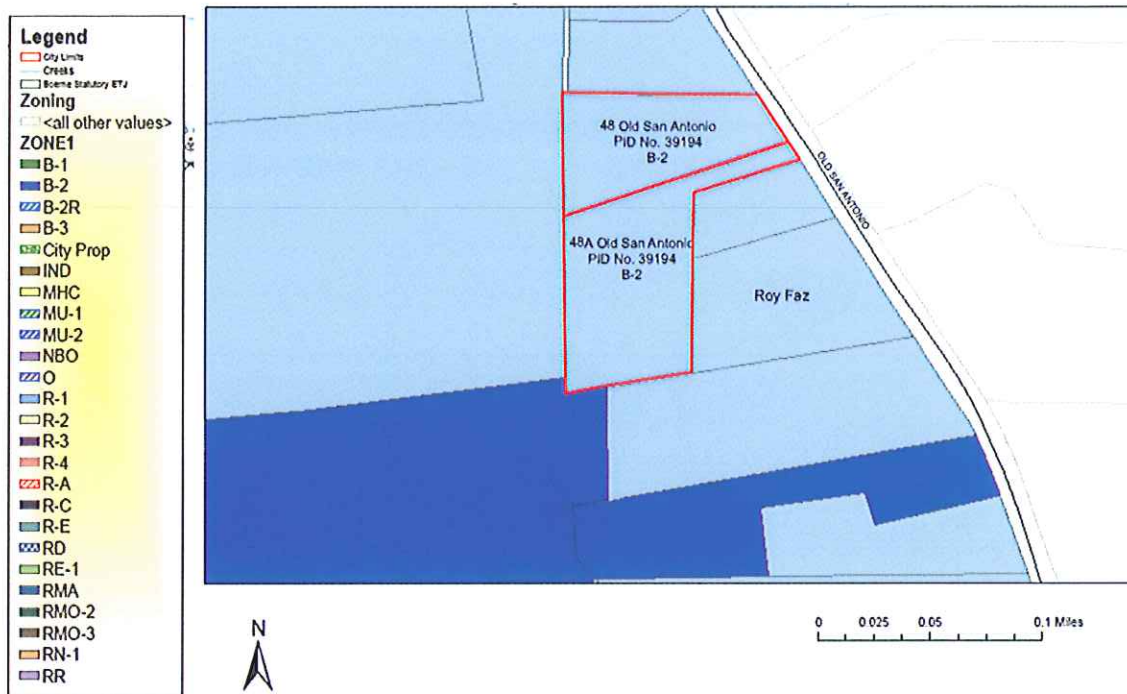 Legend
City Limits
Creeks
Boerne Statutory ETJ
Zoning
<all other values>
ZONE1
B-1
B-2
B-2R
B-3
City Prop
IND
MHC
MU-1
MU-2
NBO
O
R-1
R-2
R-3
R-4
R-A
R-C
R-E
RD
RE-1
RMA
RMO-2
RMO-3
RN-1
RR
48 Old San Antonio
PID No. 39194
B-2
48A Old San Antonio
PID No. 39194
B-2
Roy Faz
OLD SAN ANTONIO
N
0 0.025 0.05 0.1 Miles